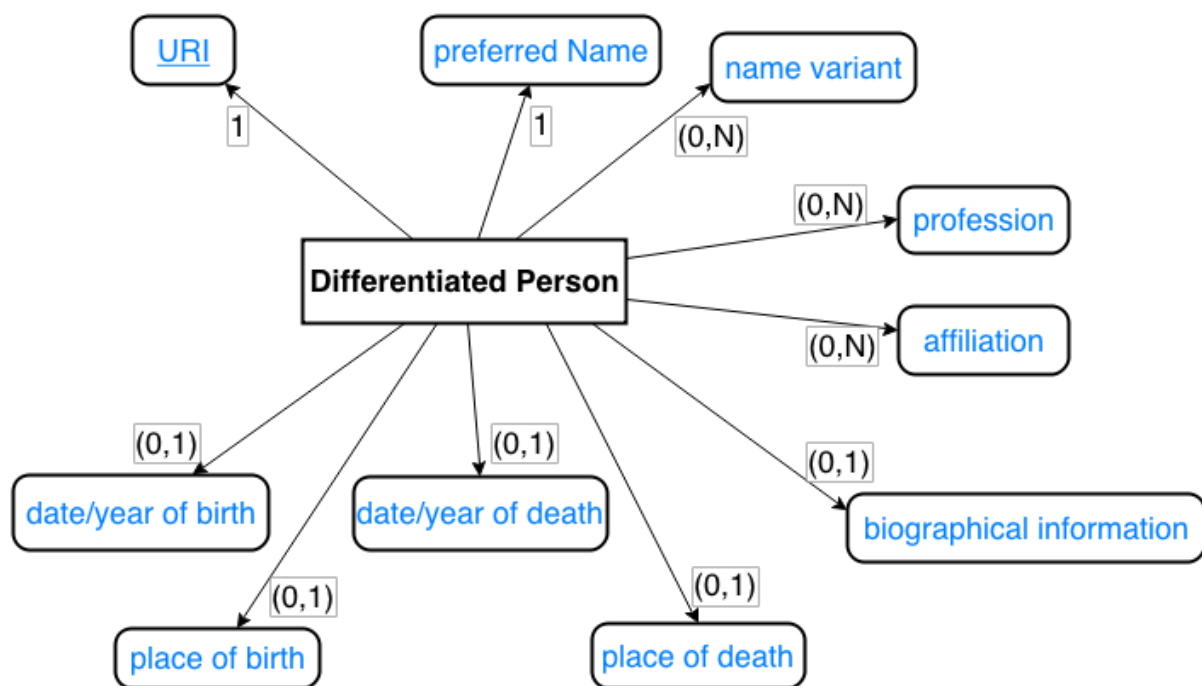 URI
preferred Name
name variant
1
1
(0,N)
(0,N)
profession
Differentiated Person
(0,N)
affiliation
(0,1)
(0,1)
(0,1)
date/year of birth
date/year of death
biographical information
(0,1)
(0,1)
place of birth
place of death